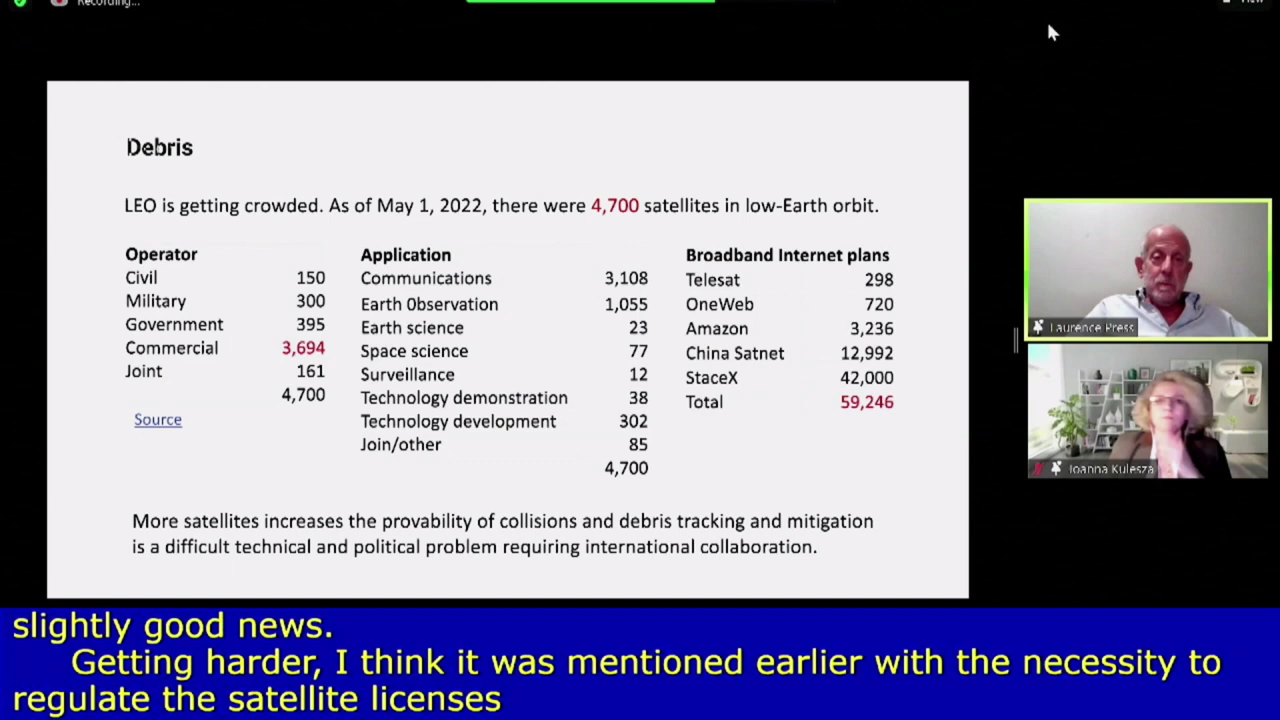 Recording...
View
Debris
LEO is getting crowded. As of May 1, 2022, there were 4,700 satellites in low-Earth orbit.
Operator
Civil 150
Military 300
Government 395
Commercial 3,694
Joint 161
4,700
Source
Application
Communications 3,108
Earth Observation 1,055
Earth science 23
Space science 77
Surveillance 12
Technology demonstration 38
Technology development 302
Join/other 85
4,700
Broadband Internet plans
Telesat 298
OneWeb 720
Amazon 3,236
China Satnet 12,992
StaceX 42,000
Total 59,246
More satellites increases the provability of collisions and debris tracking and mitigation
is a difficult technical and political problem requiring international collaboration.
Laurence Press
Joanna Kulesza
slightly good news.
Getting harder, I think it was mentioned earlier with the necessity to
regulate the satellite licenses